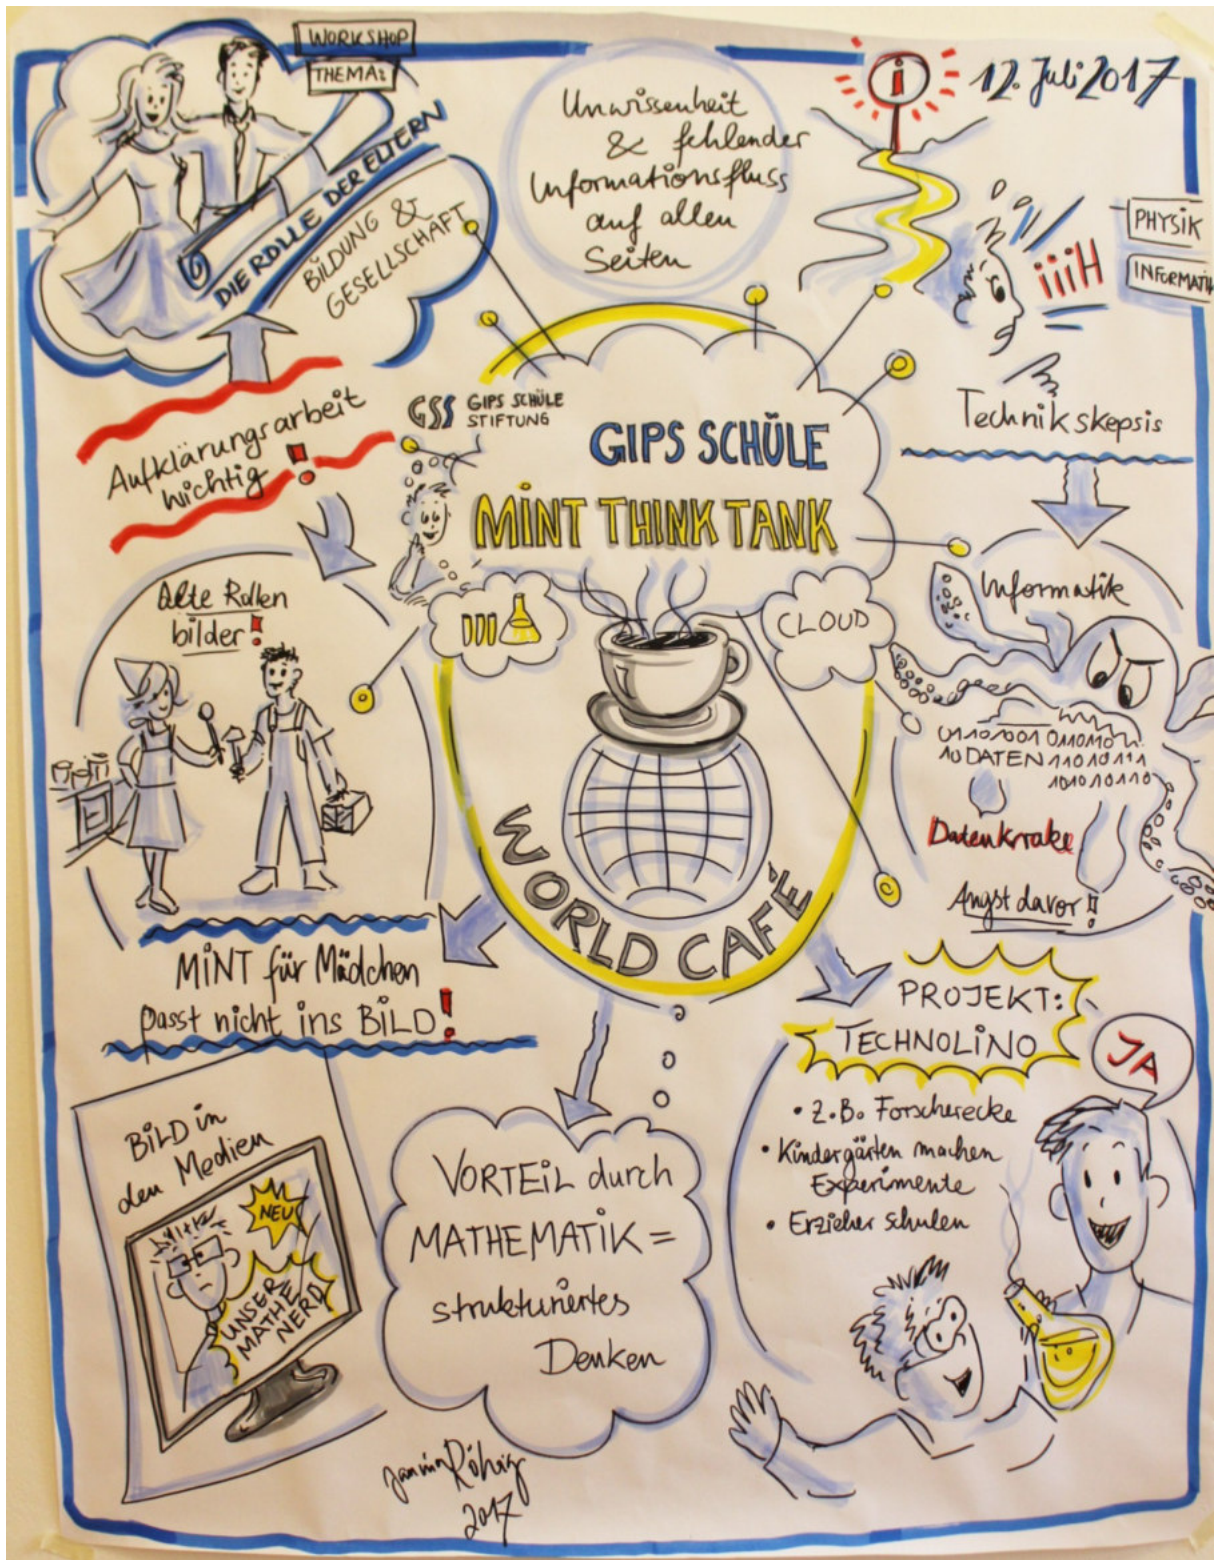 WORKSHOP
THEMA:
DIE ROLLE DER ELTERN
BILDUNG &
GESELLSCHAFT
Unwissenheit
& fehlender
Informationsfluss
auf allen
Seiten
i
12. Juli 2017
iiiH
PHYSIK
INFORMATIK
Technikskepsis
Aufklärungsarbeit
wichtig!
GSS GIPS SCHÜLE
STIFTUNG
GIPS SCHÜLE
MINT THINK TANK
CLOUD
WORLD CAFÉ
Alte Rollen
bilder!
MINT für Mädchen
passt nicht ins BILD!
Informatik
01101001 0110110
10 DATEN 11010111
1010 10110
Datenkrake
Angst davor!!
BILD in
den Medien
NEU
UNSER
MATHE
NERD
VORTEIL durch
MATHEMATIK =
strukturiertes
Denken
PROJEKT:
TECHNOLINO
JA
• z.B. Forscherecke
• Kindergärten machen
Experimente
• Erzieher schulen
Janina Röhrig
2017